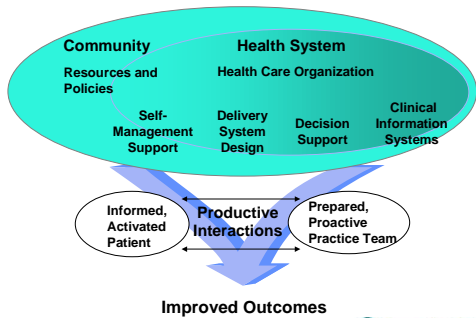 Community
Health System
Resources and
Policies
Health Care Organization
Self-
Management
Support
Delivery
System
Design
Decision
Support
Clinical
Information
Systems
Informed,
Activated
Patient
Productive
Interactions
Prepared,
Proactive
Practice Team
Improved Outcomes